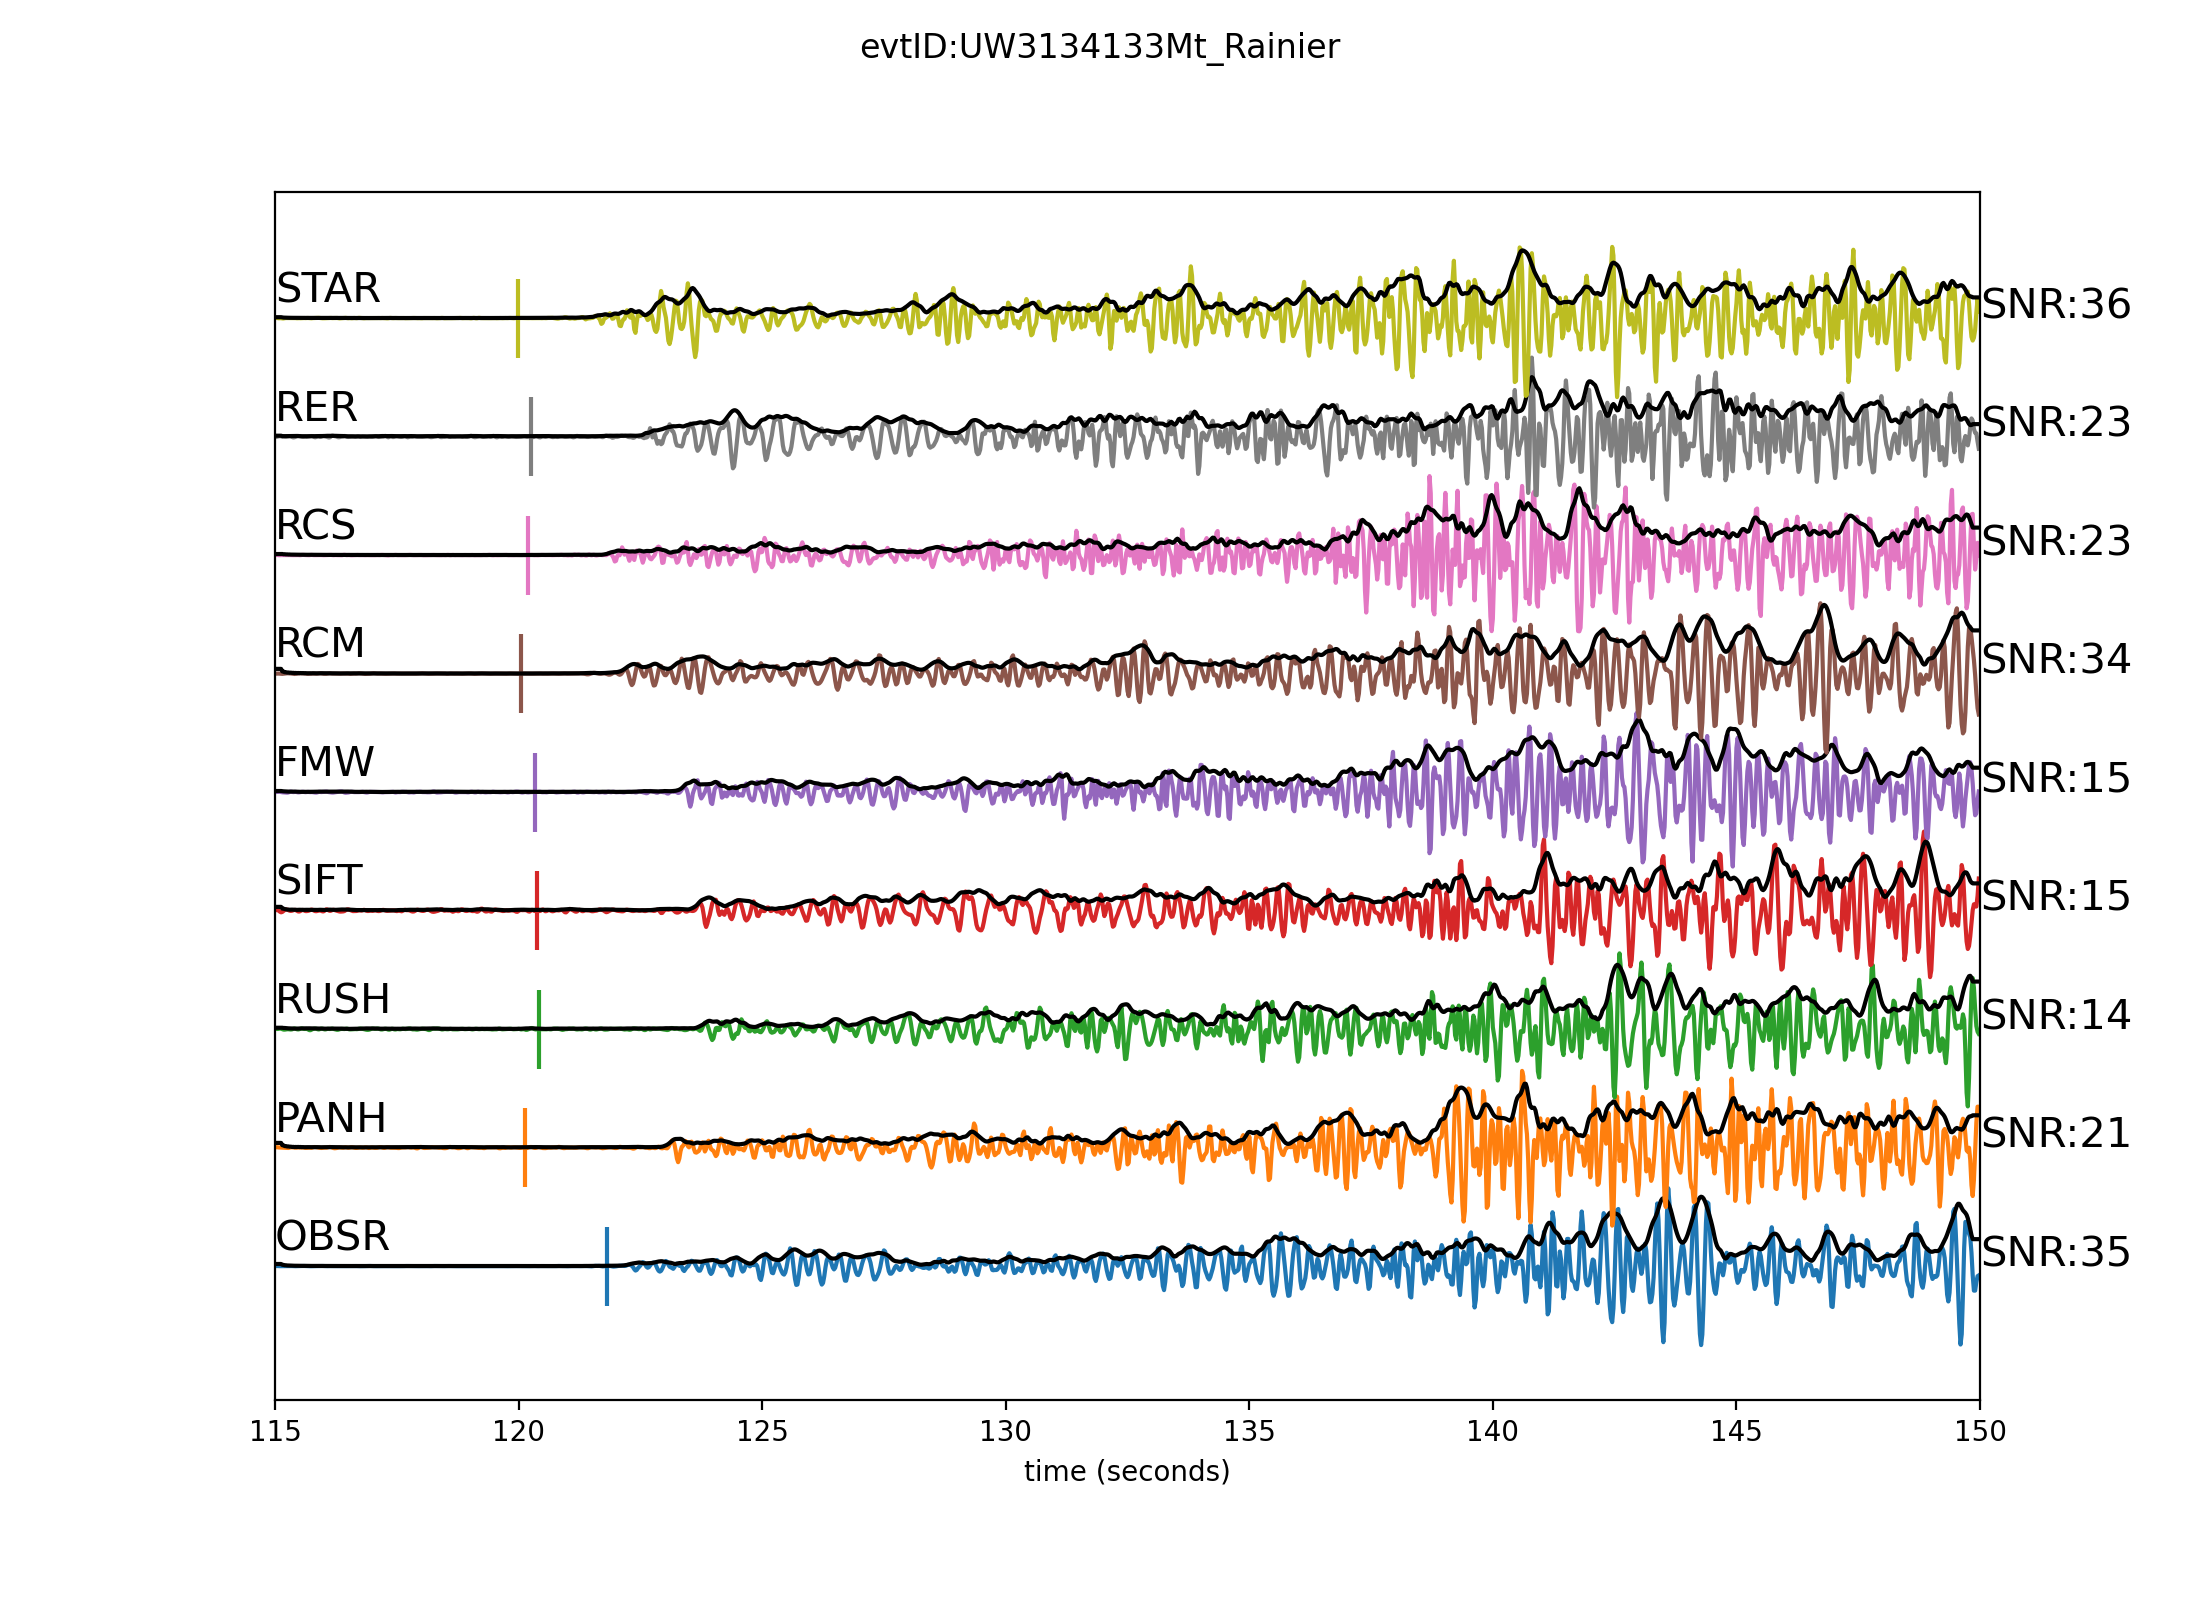 evtID:UW3134133Mt_Rainier
STAR SNR:36
RER SNR:23
RCS SNR:23
RCM SNR:34
FMW SNR:15
SIFT SNR:15
RUSH SNR:14
PANH SNR:21
OBSR SNR:35
115 120 125 130 135 140 145 150
time (seconds)